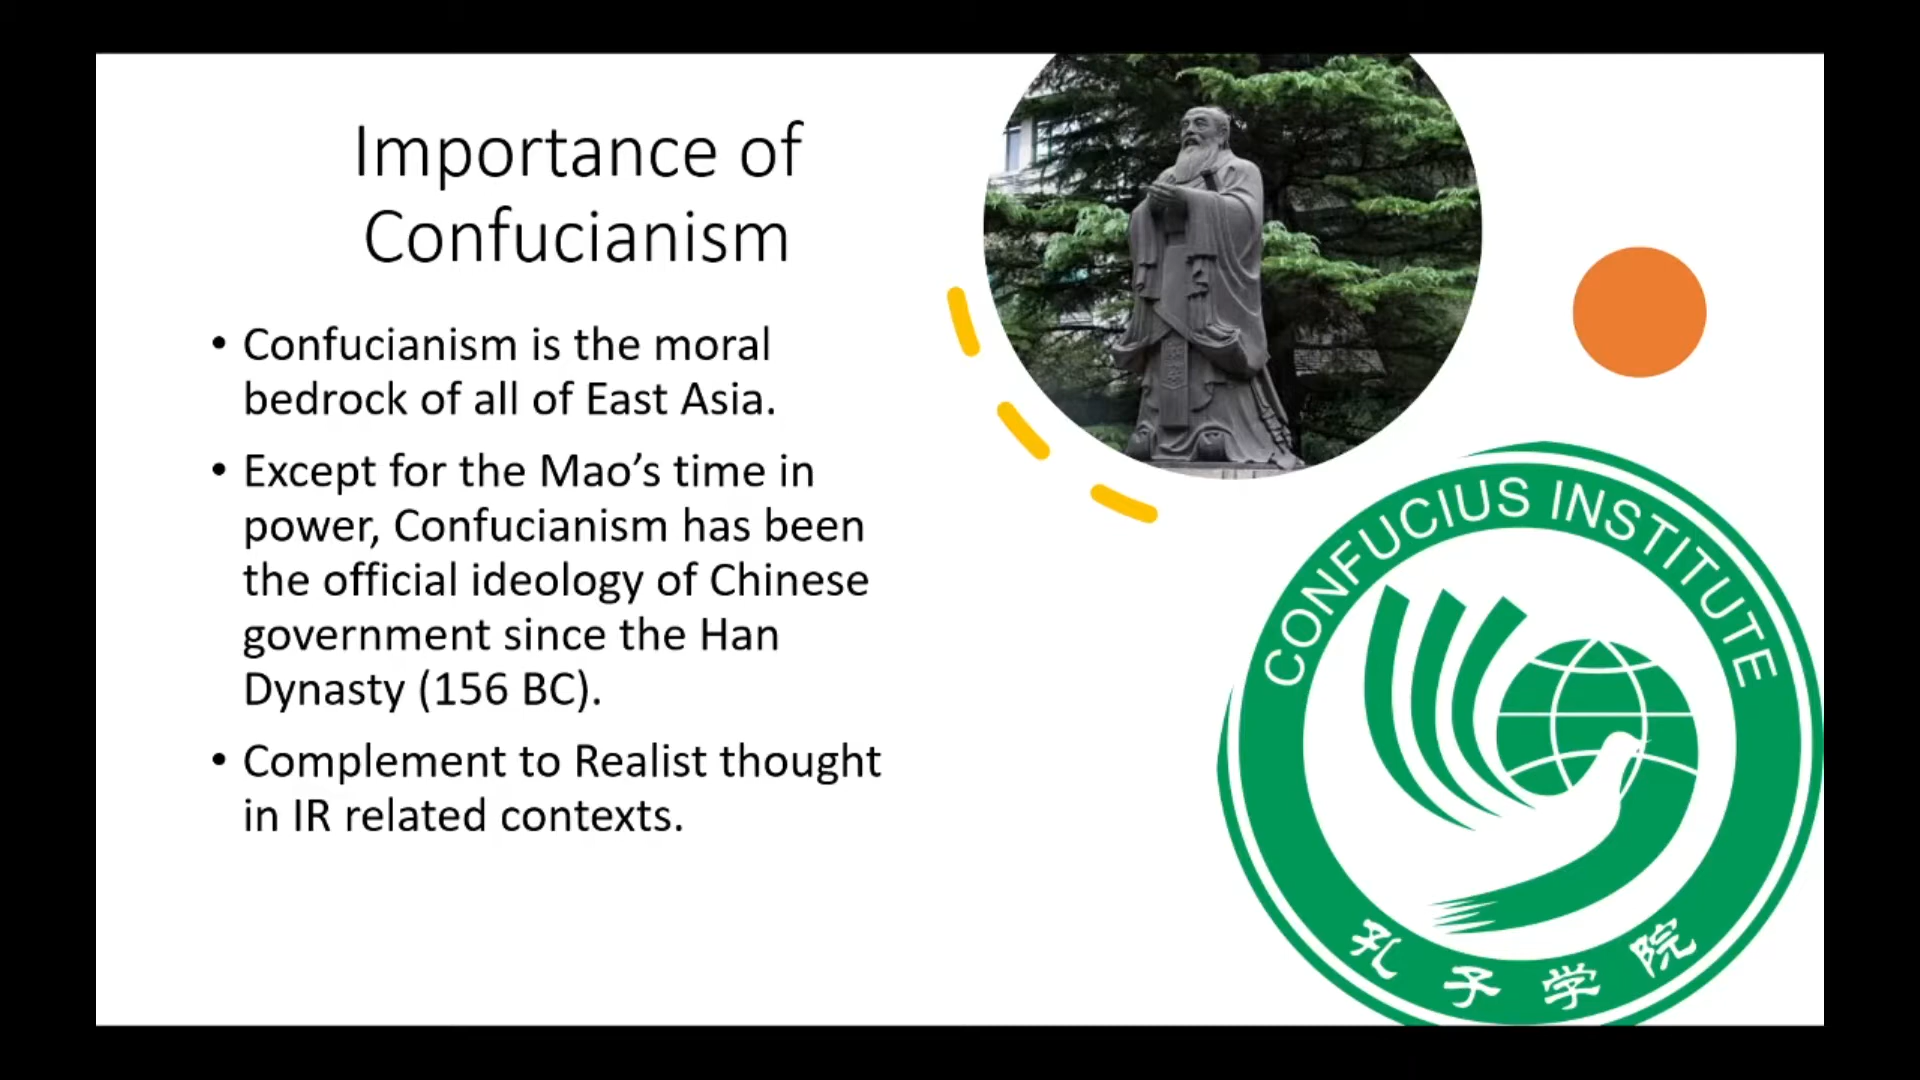 Importance of
Confucianism
• Confucianism is the moral
bedrock of all of East Asia.
• Except for the Mao’s time in
power, Confucianism has been
the official ideology of Chinese
government since the Han
Dynasty (156 BC).
• Complement to Realist thought
in IR related contexts.
CONFUCIUS INSTITUTE
孔子学院